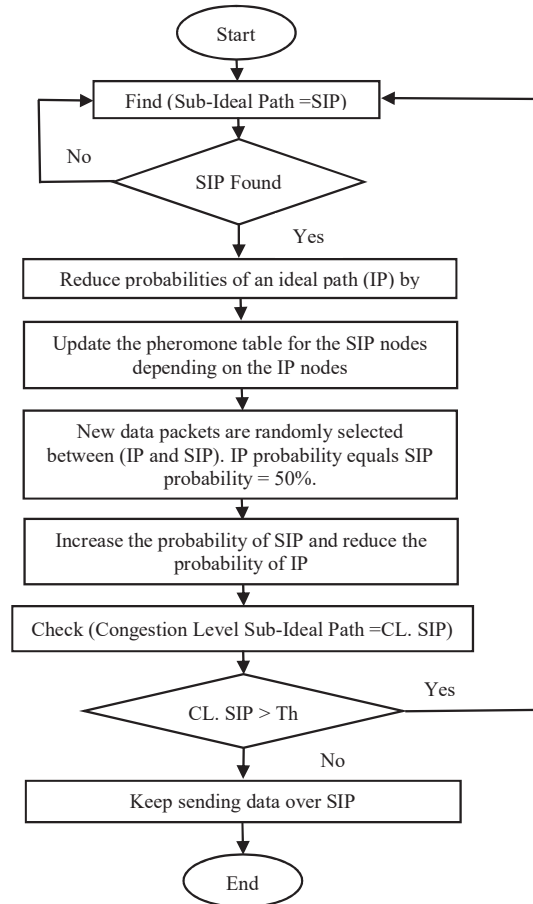 Start
Find (Sub-Ideal Path =SIP)
No
SIP Found
Yes
Reduce probabilities of an ideal path (IP) by
Update the pheromone table for the SIP nodes
depending on the IP nodes
New data packets are randomly selected
between (IP and SIP). IP probability equals SIP
probability = 50%.
Increase the probability of SIP and reduce the
probability of IP
Check (Congestion Level Sub-Ideal Path =CL. SIP)
Yes
CL. SIP > Th
No
Keep sending data over SIP
End